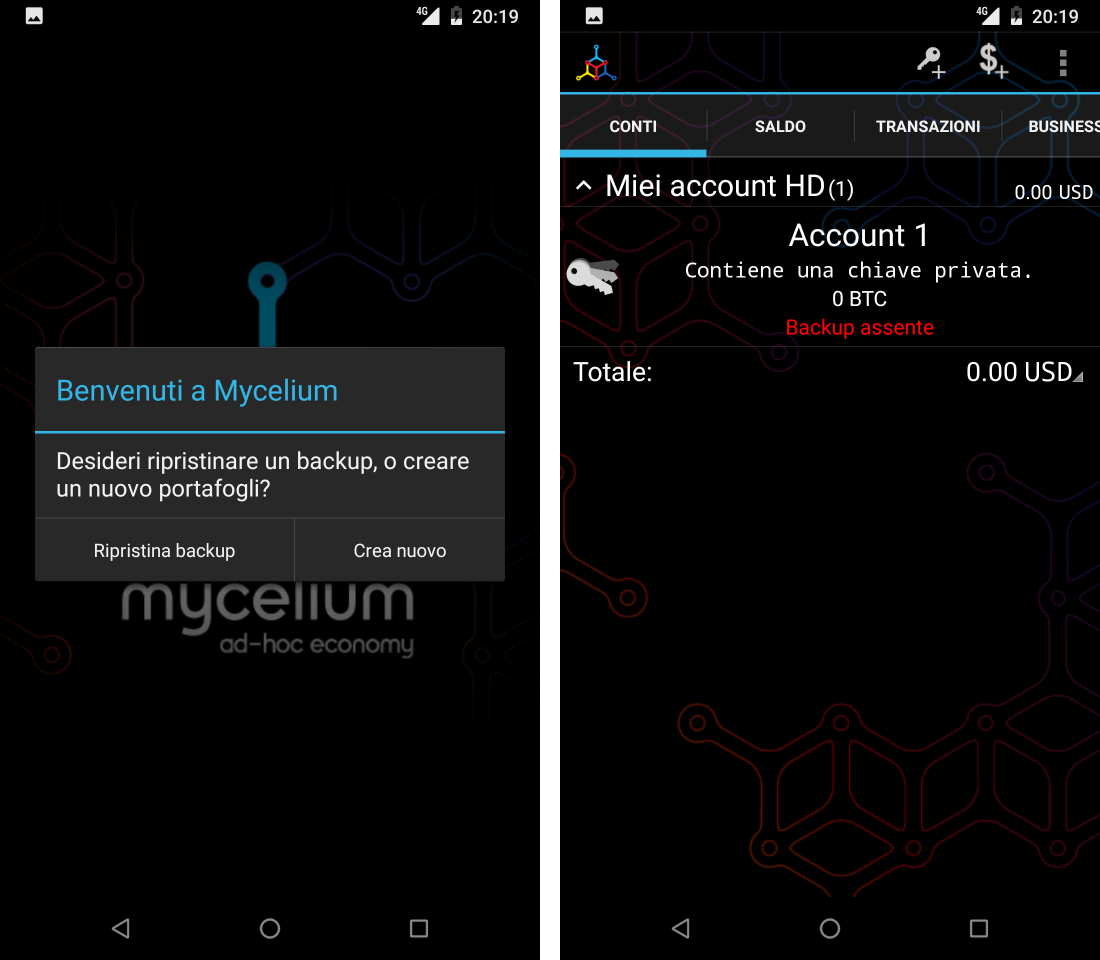 4G 20:19
Benvenuti a Mycelium
Desideri ripristinare un backup, o creare
un nuovo portafogli?
Ripristina backup Crea nuovo
mycelium
ad-hoc economy
4G 20:19
CONTI SALDO TRANSAZIONI BUSINESS
Miei account HD(1) 0.00 USD
Account 1
Contiene una chiave privata.
0 BTC
Backup assente
Totale: 0.00 USD